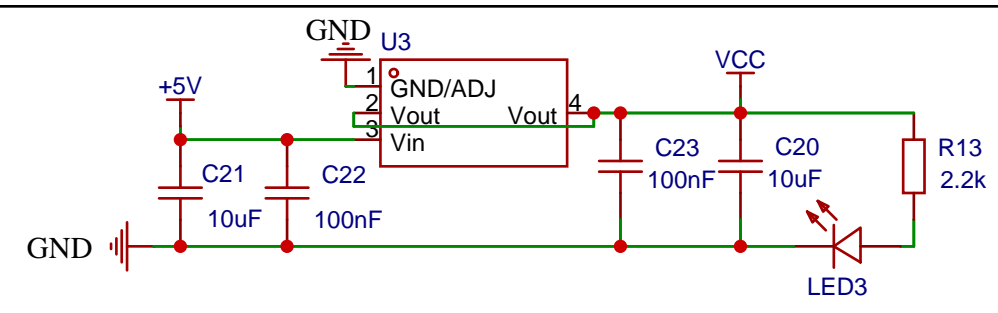 GND
U3
VCC
+5V
1
GND/ADJ
2
Vout
Vout
4
3
Vin
C21
C22
C23
C20
R13
10uF
100nF
100nF
10uF
2.2k
GND
LED3